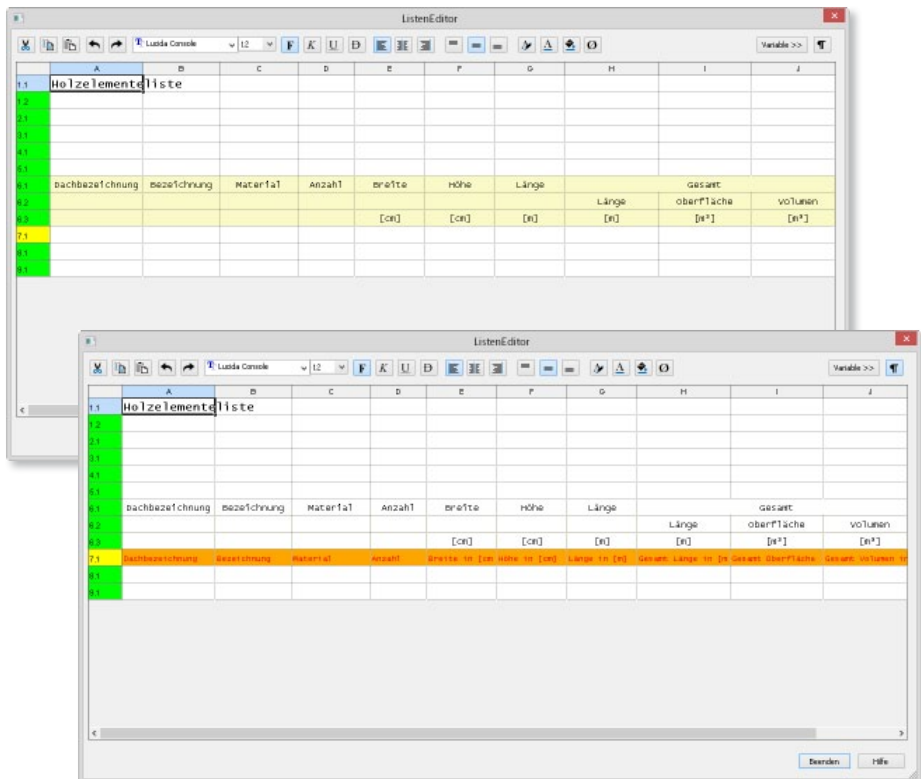 ListenEditor
Lucida Console 12 F K U D Variable >> ¶
A B C D E F G H I J
1.1 Holzelementeliste
1.2
2.1
3.1
4.1
5.1
6.1 Dachbezeichnung Bezeichnung Material Anzahl Breite Höhe Länge Gesamt
6.2 Länge Oberfläche Volumen
6.3 [cm] [cm] [m] [m] [m²] [m³]
7.1
8.1
9.1
ListenEditor
Lucida Console 12 F K U D Variable >> ¶
A B C D E F G H I J
1.1 Holzelementeliste
1.2
2.1
3.1
4.1
5.1
6.1 Dachbezeichnung Bezeichnung Material Anzahl Breite Höhe Länge Gesamt
6.2 Länge Oberfläche Volumen
6.3 [cm] [cm] [m] [m] [m²] [m³]
7.1 Dachbezeichnung Bezeichnung Material Anzahl Breite in [cm Höhe in [cm] Länge in [m] Gesamt Länge in [m Gesamt Oberfläche Gesamt Volumen in
8.1
9.1
Beenden Hilfe